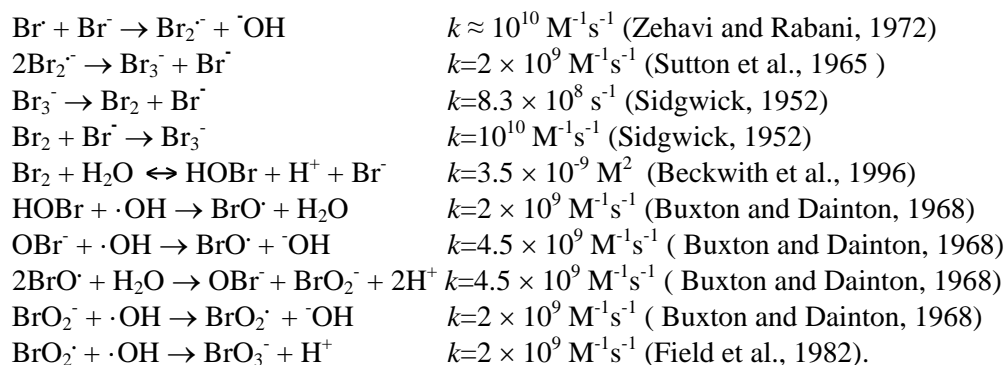 Br· + Br⁻ → Br₂·⁻ + ⁻OH k ≈ 10¹⁰ M⁻¹s⁻¹ (Zehavi and Rabani, 1972)
2Br₂·⁻ → Br₃⁻ + Br⁻ k=2 × 10⁹ M⁻¹s⁻¹ (Sutton et al., 1965 )
Br₃⁻ → Br₂ + Br⁻ k=8.3 × 10⁸ s⁻¹ (Sidgwick, 1952)
Br₂ + Br⁻ → Br₃⁻ k=10¹⁰ M⁻¹s⁻¹ (Sidgwick, 1952)
Br₂ + H₂O ↔ HOBr + H⁺ + Br⁻ k=3.5 × 10⁻⁹ M² (Beckwith et al., 1996)
HOBr + ·OH → BrO· + H₂O k=2 × 10⁹ M⁻¹s⁻¹ (Buxton and Dainton, 1968)
OBr⁻ + ·OH → BrO· + ⁻OH k=4.5 × 10⁹ M⁻¹s⁻¹ ( Buxton and Dainton, 1968)
2BrO· + H₂O → OBr⁻ + BrO₂⁻ + 2H⁺ k=4.5 × 10⁹ M⁻¹s⁻¹ ( Buxton and Dainton, 1968)
BrO₂⁻ + ·OH → BrO₂· + ⁻OH k=2 × 10⁹ M⁻¹s⁻¹ ( Buxton and Dainton, 1968)
BrO₂· + ·OH → BrO₃⁻ + H⁺ k=2 × 10⁹ M⁻¹s⁻¹ (Field et al., 1982).